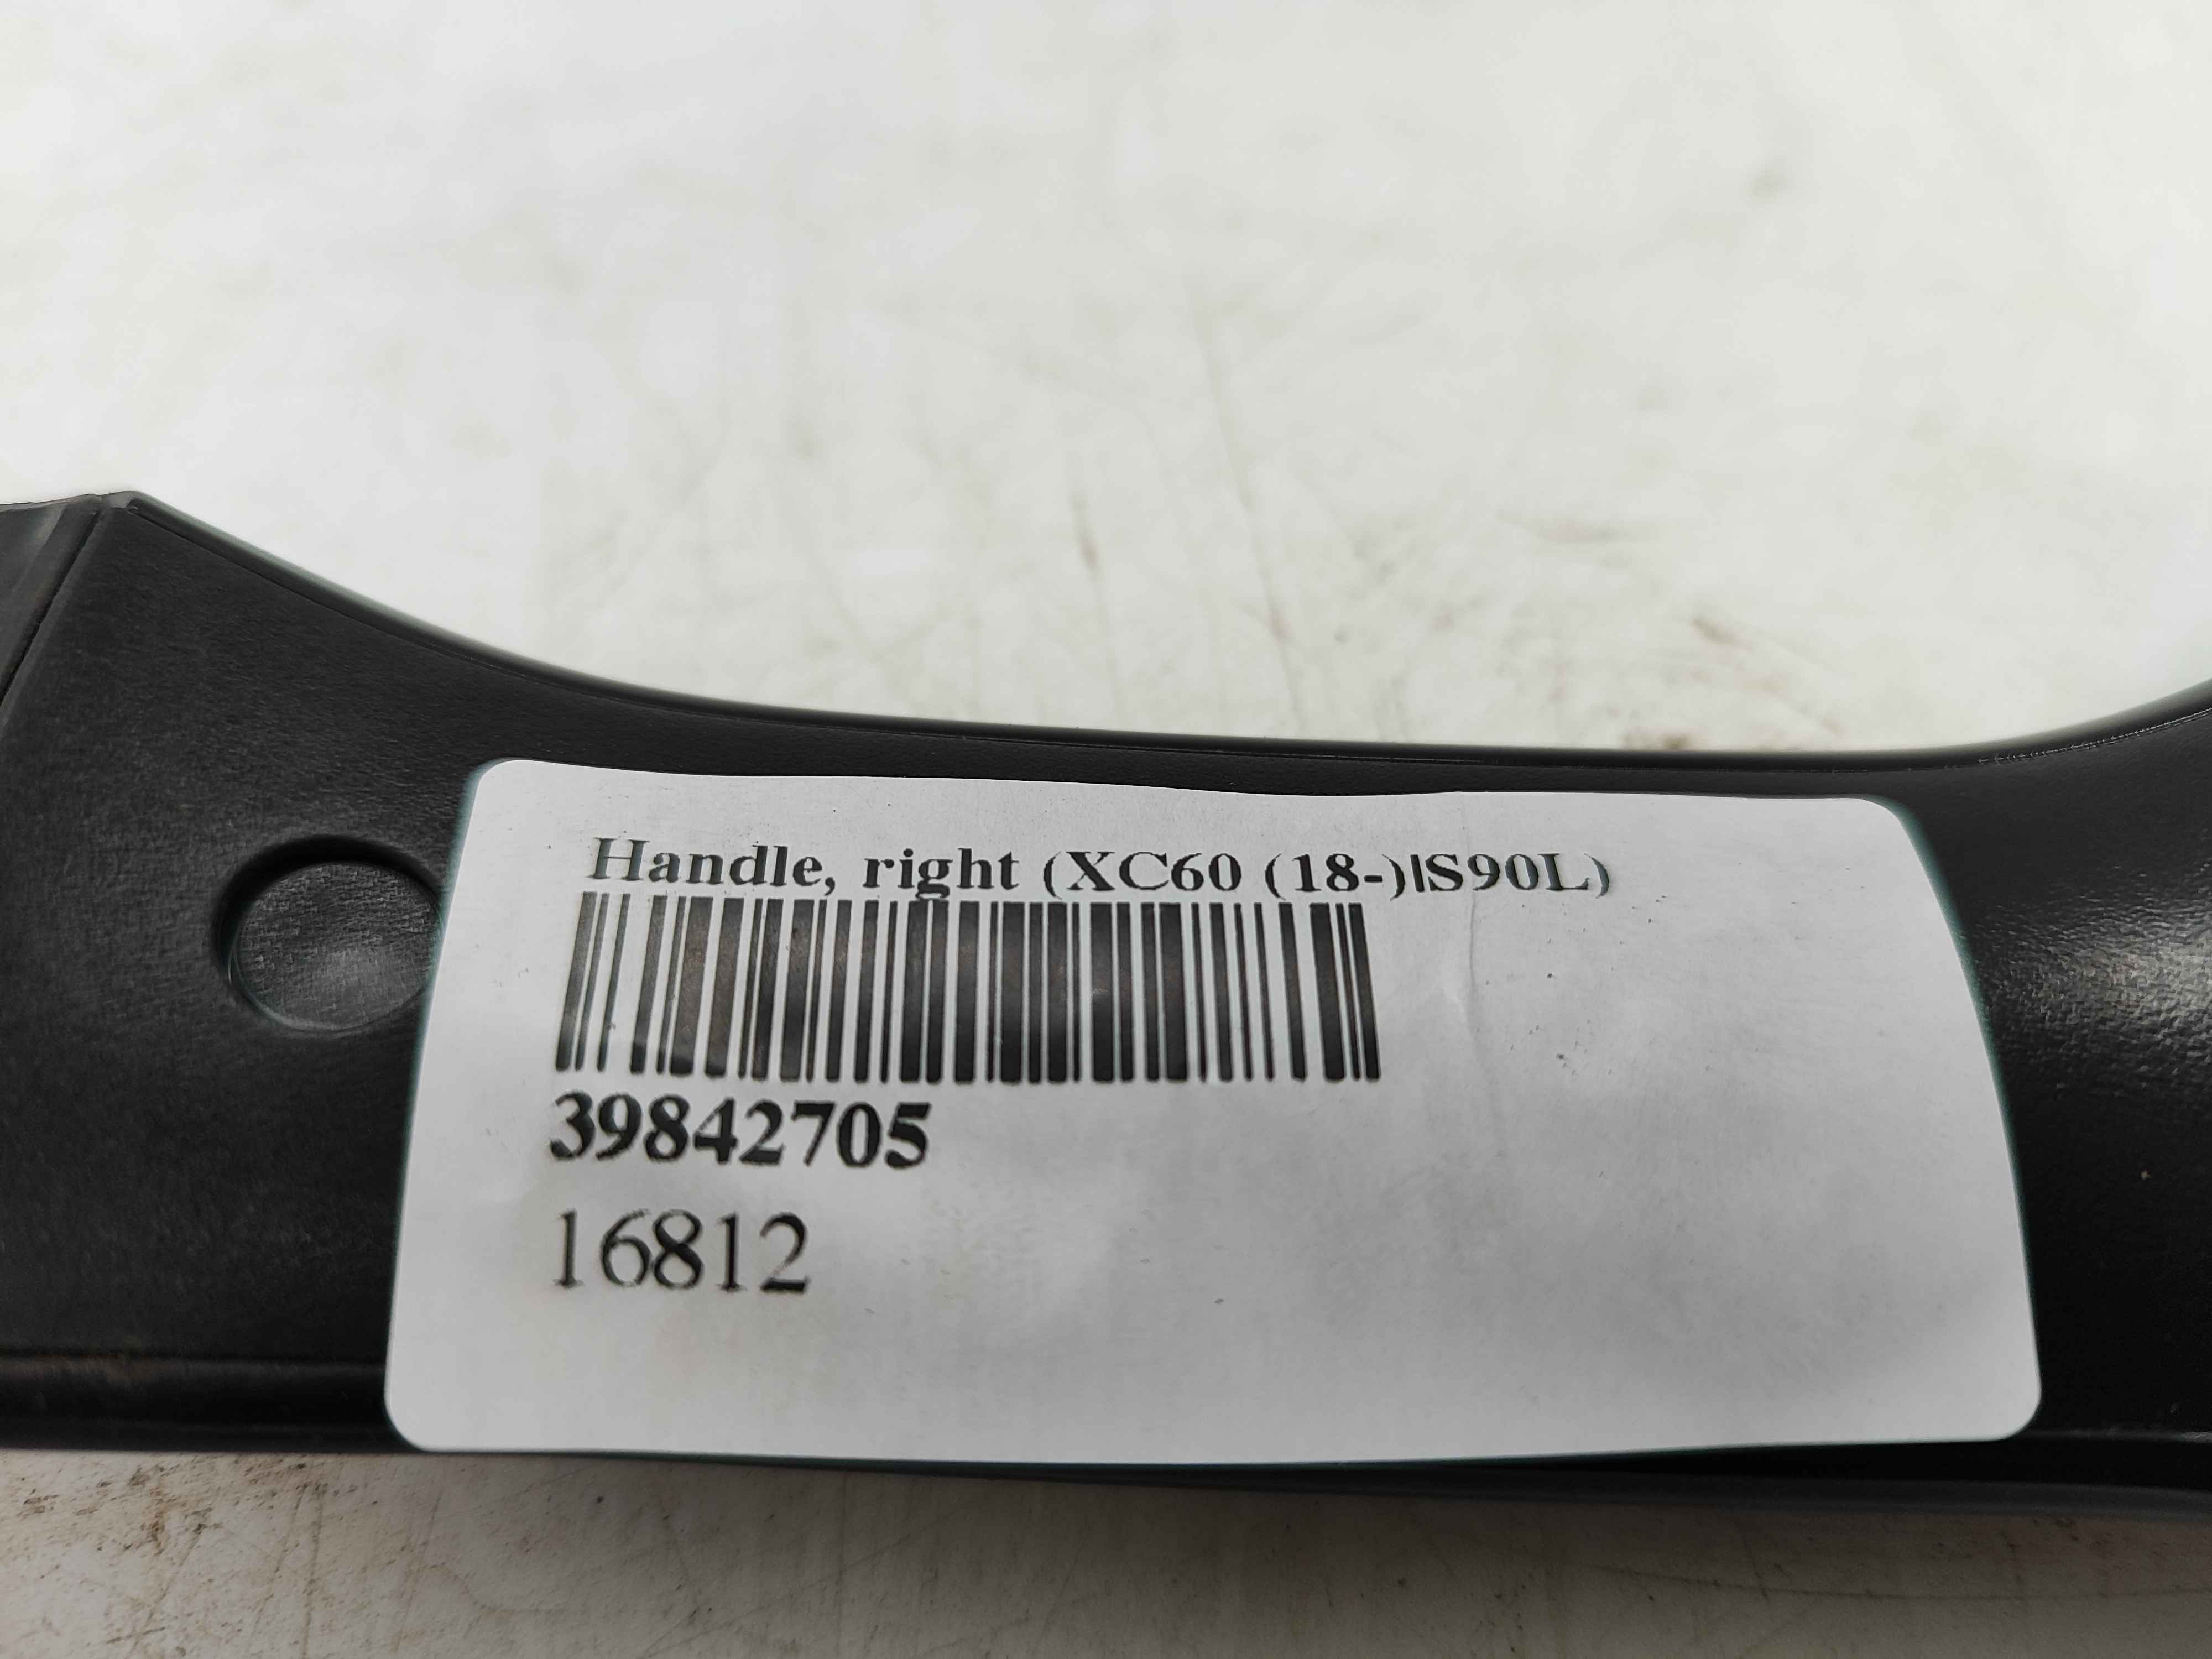 Handle, right (XC60 (18-)|S90L)
39842705
16812